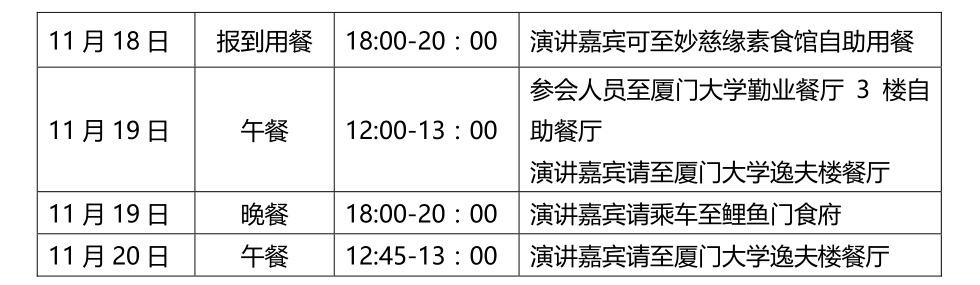 11 月 18 日 报到用餐 18:00-20：00 演讲嘉宾可至妙慈缘素食馆自助用餐
11 月 19 日 午餐 12:00-13：00 参会人员至厦门大学勤业餐厅 3 楼自
助餐厅
演讲嘉宾请至厦门大学逸夫楼餐厅
11 月 19 日 晚餐 18:00-20：00 演讲嘉宾请乘车至鲤鱼门食府
11 月 20 日 午餐 12:45-13：00 演讲嘉宾请至厦门大学逸夫楼餐厅